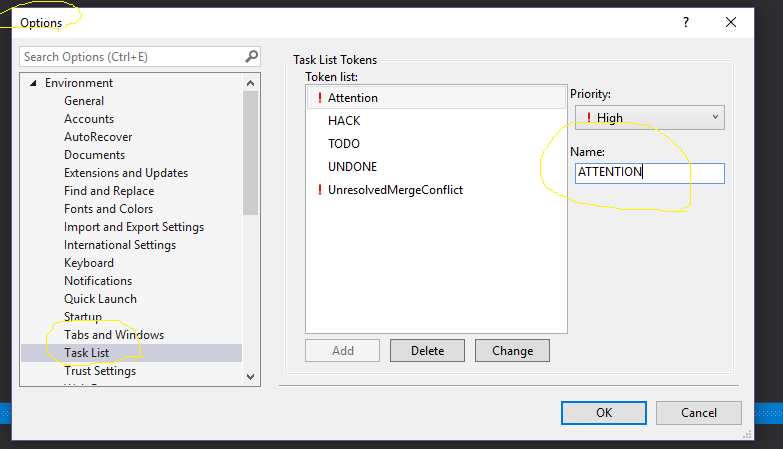 Options
?
Search Options (Ctrl+E)
Environment
General
Accounts
AutoRecover
Documents
Extensions and Updates
Find and Replace
Fonts and Colors
Import and Export Settings
International Settings
Keyboard
Notifications
Quick Launch
Startup
Tabs and Windows
Task List
Trust Settings
Task List Tokens
Token list:
! Attention
HACK
TODO
UNDONE
! UnresolvedMergeConflict
Add
Delete
Change
Priority:
! High
Name:
ATTENTION
OK
Cancel